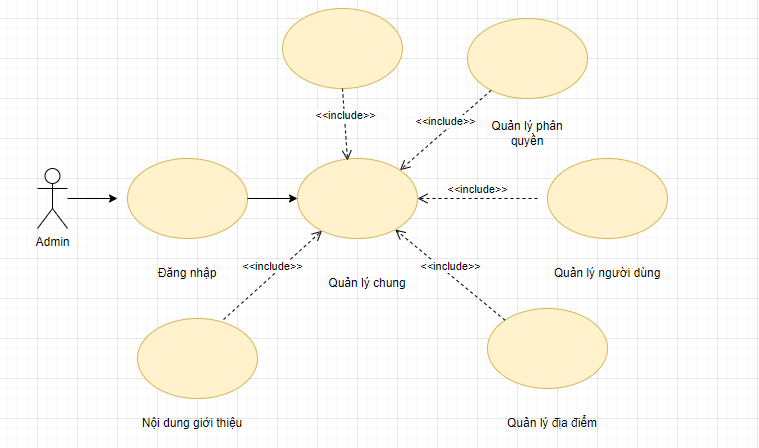 <<include>>
<<include>>
Quản lý phân
quyền
<<include>>
Admin
Đăng nhập
<<include>>
Quản lý chung
<<include>>
Quản lý người dùng
Nội dung giới thiệu
Quản lý địa điểm